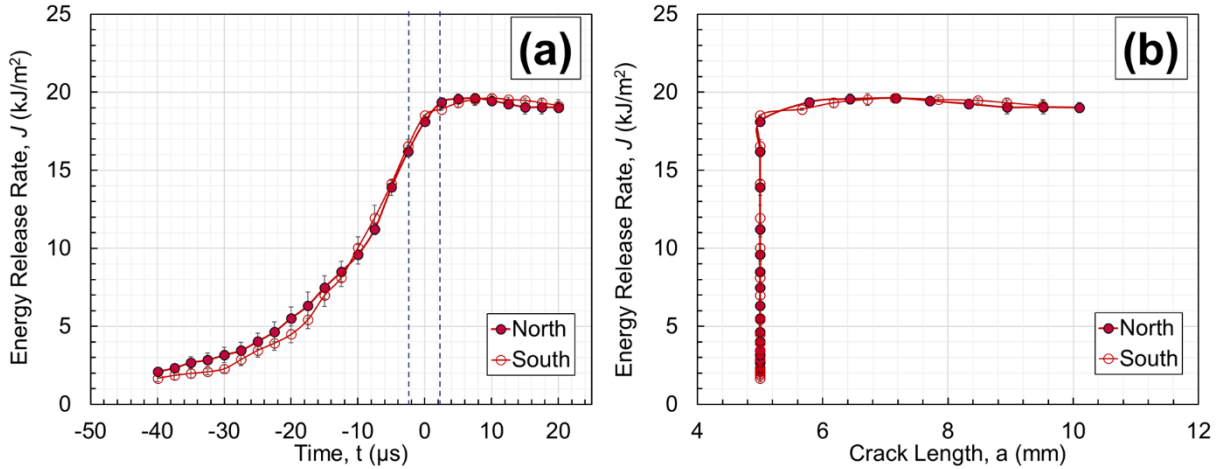 (a)
Energy Release Rate, J (kJ/m²)
25
20
15
10
5
0
North
South
-50 -40 -30 -20 -10 0 10 20
Time, t (µs)
(b)
Energy Release Rate, J (kJ/m²)
25
20
15
10
5
0
North
South
4 6 8 10 12
Crack Length, a (mm)